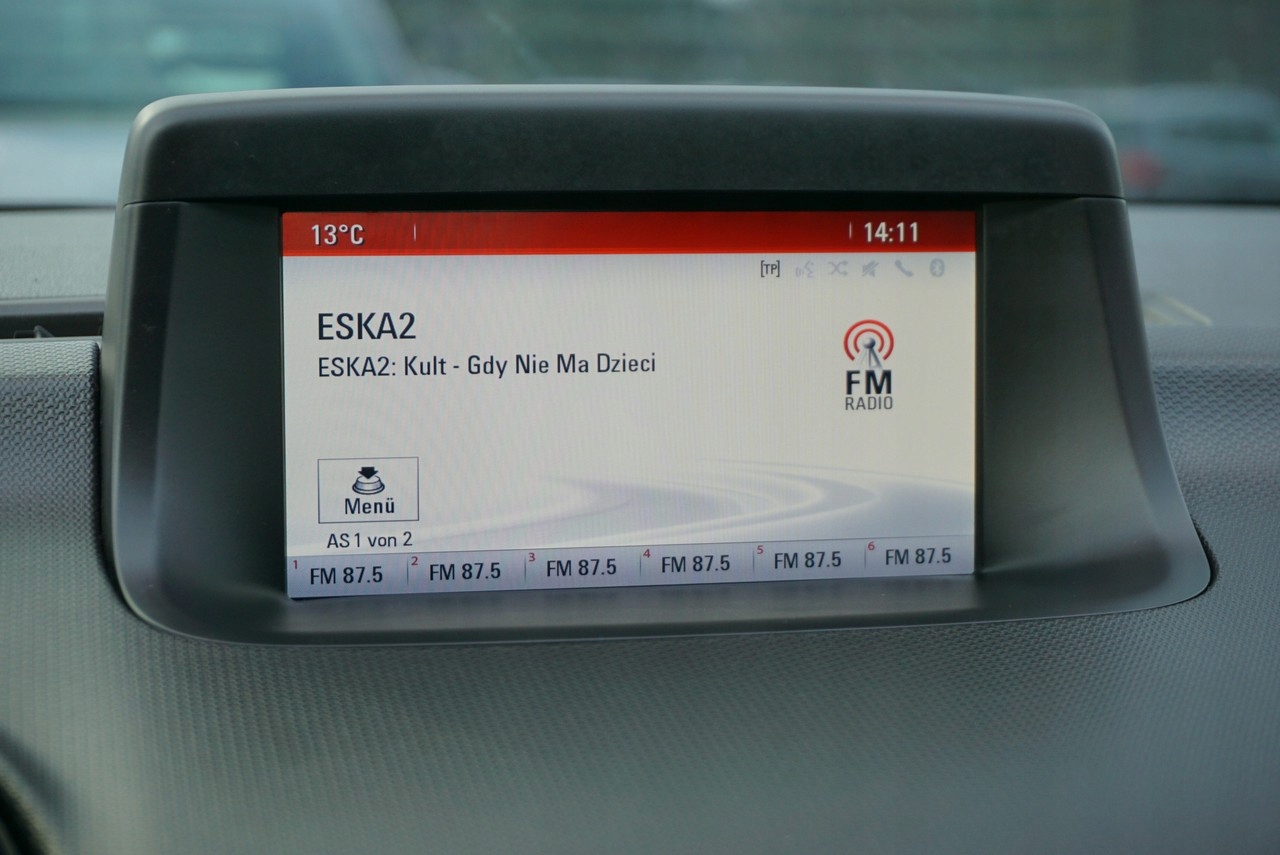 13°C 14:11
[TP]
ESKA2
ESKA2: Kult - Gdy Nie Ma Dzieci
FM
RADIO
Menü
AS 1 von 2
1 FM 87.5 2 FM 87.5 3 FM 87.5 4 FM 87.5 5 FM 87.5 6 FM 87.5